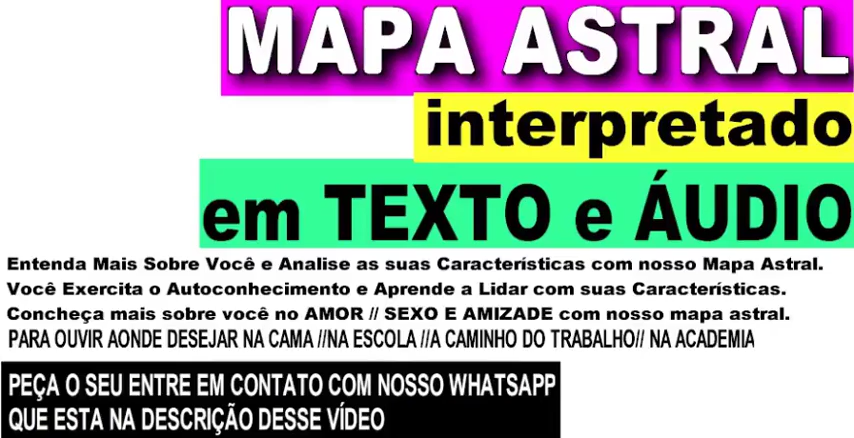 MAPA ASTRAL
interpretado
em TEXTO e ÁUDIO
Entenda Mais Sobre Você e Analise as suas Características com nosso Mapa Astral.
Você Exercita o Autoconhecimento e Aprende a Lidar com suas Características.
Concheça mais sobre você no AMOR // SEXO E AMIZADE com nosso mapa astral.
PARA OUVIR AONDE DESEJAR NA CAMA //NA ESCOLA //A CAMINHO DO TRABALHO// NA ACADEMIA
PEÇA O SEU ENTRE EM CONTATO COM NOSSO WHATSAPP
QUE ESTA NA DESCRIÇÃO DESSE VÍDEO